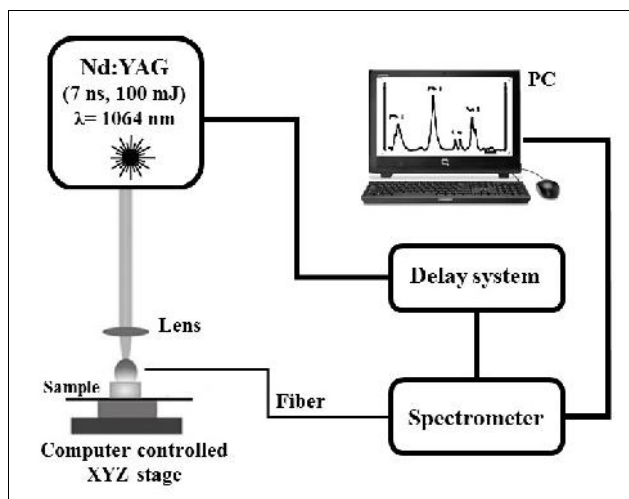 Nd:YAG
(7 ns, 100 mJ)
λ= 1064 nm
PC
Delay system
Lens
Sample
Fiber
Spectrometer
Computer controlled
XYZ stage